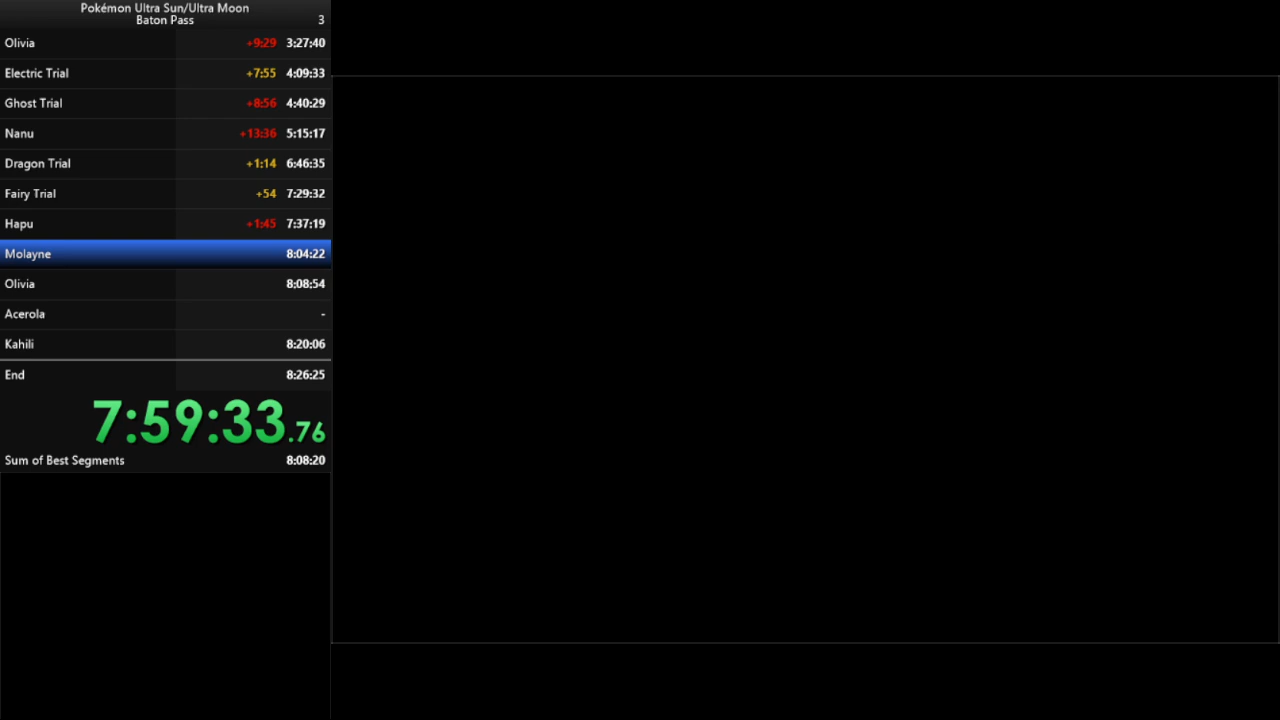 Pokémon Ultra Sun/Ultra Moon
Baton Pass 3
Olivia +9:29 3:27:40
Electric Trial +7:55 4:09:33
Ghost Trial +8:56 4:40:29
Nanu +13:36 5:15:17
Dragon Trial +1:14 6:46:35
Fairy Trial +54 7:29:32
Hapu +1:45 7:37:19
Molayne 8:04:22
Olivia 8:08:54
Acerola -
Kahili 8:20:06
End 8:26:25
7:59:33.76
Sum of Best Segments 8:08:20